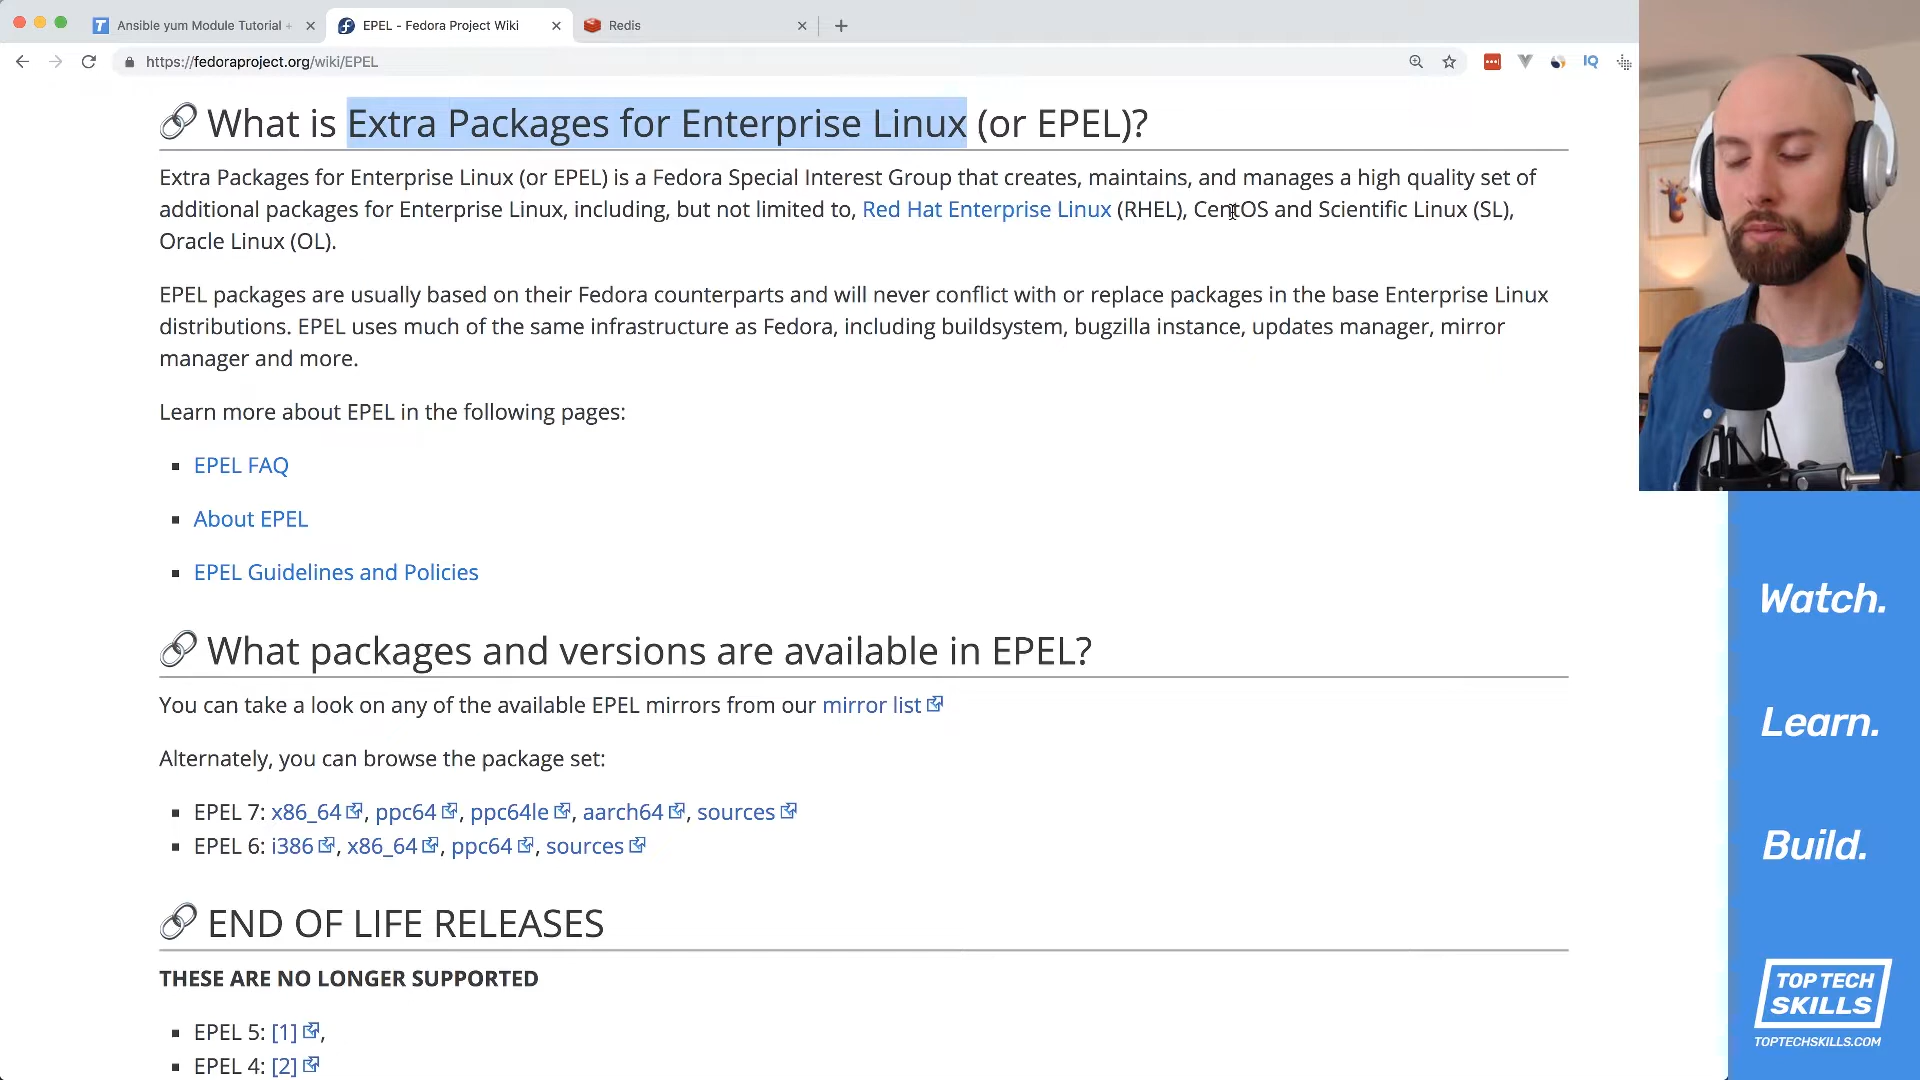 Ansible yum Module Tutorial
EPEL - Fedora Project Wiki
Redis
https://fedoraproject.org/wiki/EPEL
IQ
What is Extra Packages for Enterprise Linux (or EPEL)?
Extra Packages for Enterprise Linux (or EPEL) is a Fedora Special Interest Group that creates, maintains, and manages a high quality set of
additional packages for Enterprise Linux, including, but not limited to, Red Hat Enterprise Linux (RHEL), CentOS and Scientific Linux (SL),
Oracle Linux (OL).
EPEL packages are usually based on their Fedora counterparts and will never conflict with or replace packages in the base Enterprise Linux
distributions. EPEL uses much of the same infrastructure as Fedora, including buildsystem, bugzilla instance, updates manager, mirror
manager and more.
Learn more about EPEL in the following pages:
EPEL FAQ
About EPEL
EPEL Guidelines and Policies
What packages and versions are available in EPEL?
You can take a look on any of the available EPEL mirrors from our mirror list
Alternately, you can browse the package set:
EPEL 7: x86_64, ppc64, ppc64le, aarch64, sources
EPEL 6: i386, x86_64, ppc64, sources
END OF LIFE RELEASES
THESE ARE NO LONGER SUPPORTED
EPEL 5: [1],
EPEL 4: [2]
Watch.
Learn.
Build.
TOP TECH
SKILLS
TOPTECHSKILLS.COM